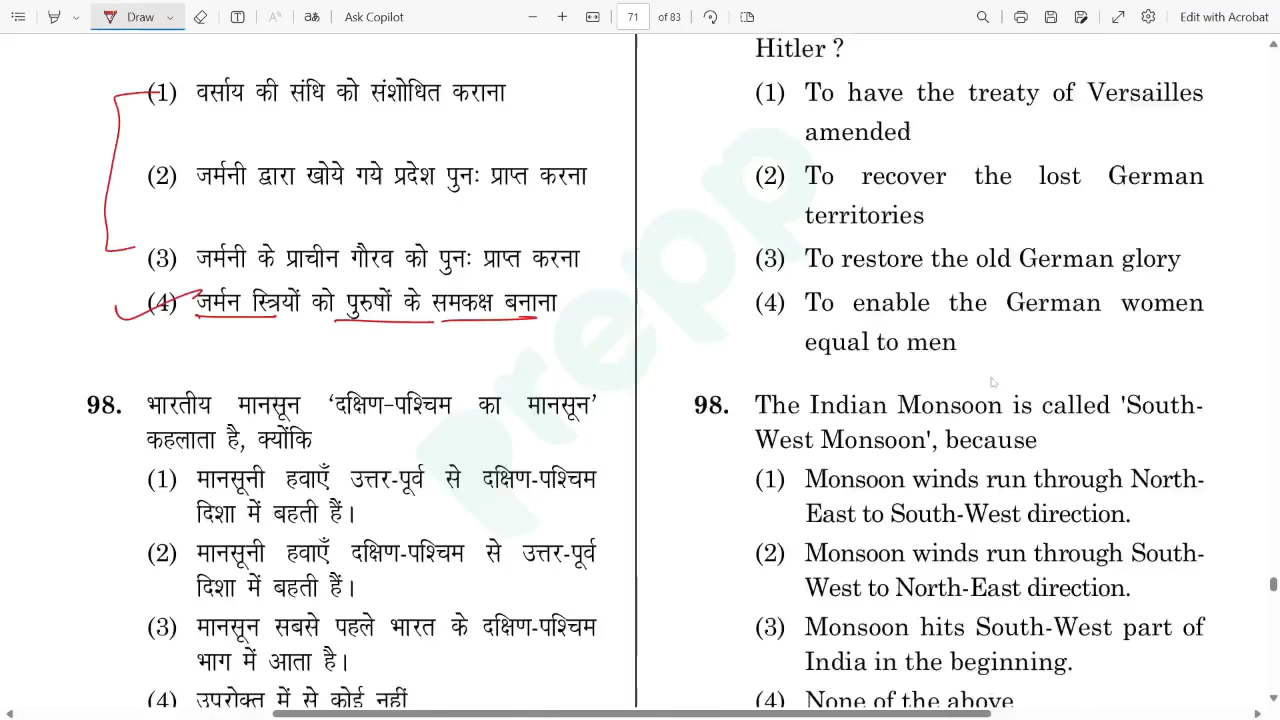 Draw
aあ
Ask Copilot
71
of 83
Edit with Acrobat
(1) वर्साय की संधि को संशोधित कराना
(2) जर्मनी द्वारा खोये गये प्रदेश पुनः प्राप्त करना
(3) जर्मनी के प्राचीन गौरव को पुनः प्राप्त करना
(4) जर्मन स्त्रियों को पुरुषों के समकक्ष बनाना
98. भारतीय मानसून 'दक्षिण-पश्चिम का मानसून'
कहलाता है, क्योंकि
(1) मानसूनी हवाएँ उत्तर-पूर्व से दक्षिण-पश्चिम
दिशा में बहती हैं।
(2) मानसूनी हवाएँ दक्षिण-पश्चिम से उत्तर-पूर्व
दिशा में बहती हैं।
(3) मानसून सबसे पहले भारत के दक्षिण-पश्चिम
भाग में आता है।
(4) उपरोक्त में से कोई नहीं
Hitler ?
(1) To have the treaty of Versailles
amended
(2) To recover the lost German
territories
(3) To restore the old German glory
(4) To enable the German women
equal to men
98. The Indian Monsoon is called 'South-
West Monsoon', because
(1) Monsoon winds run through North-
East to South-West direction.
(2) Monsoon winds run through South-
West to North-East direction.
(3) Monsoon hits South-West part of
India in the beginning.
(4) None of the above
prepp